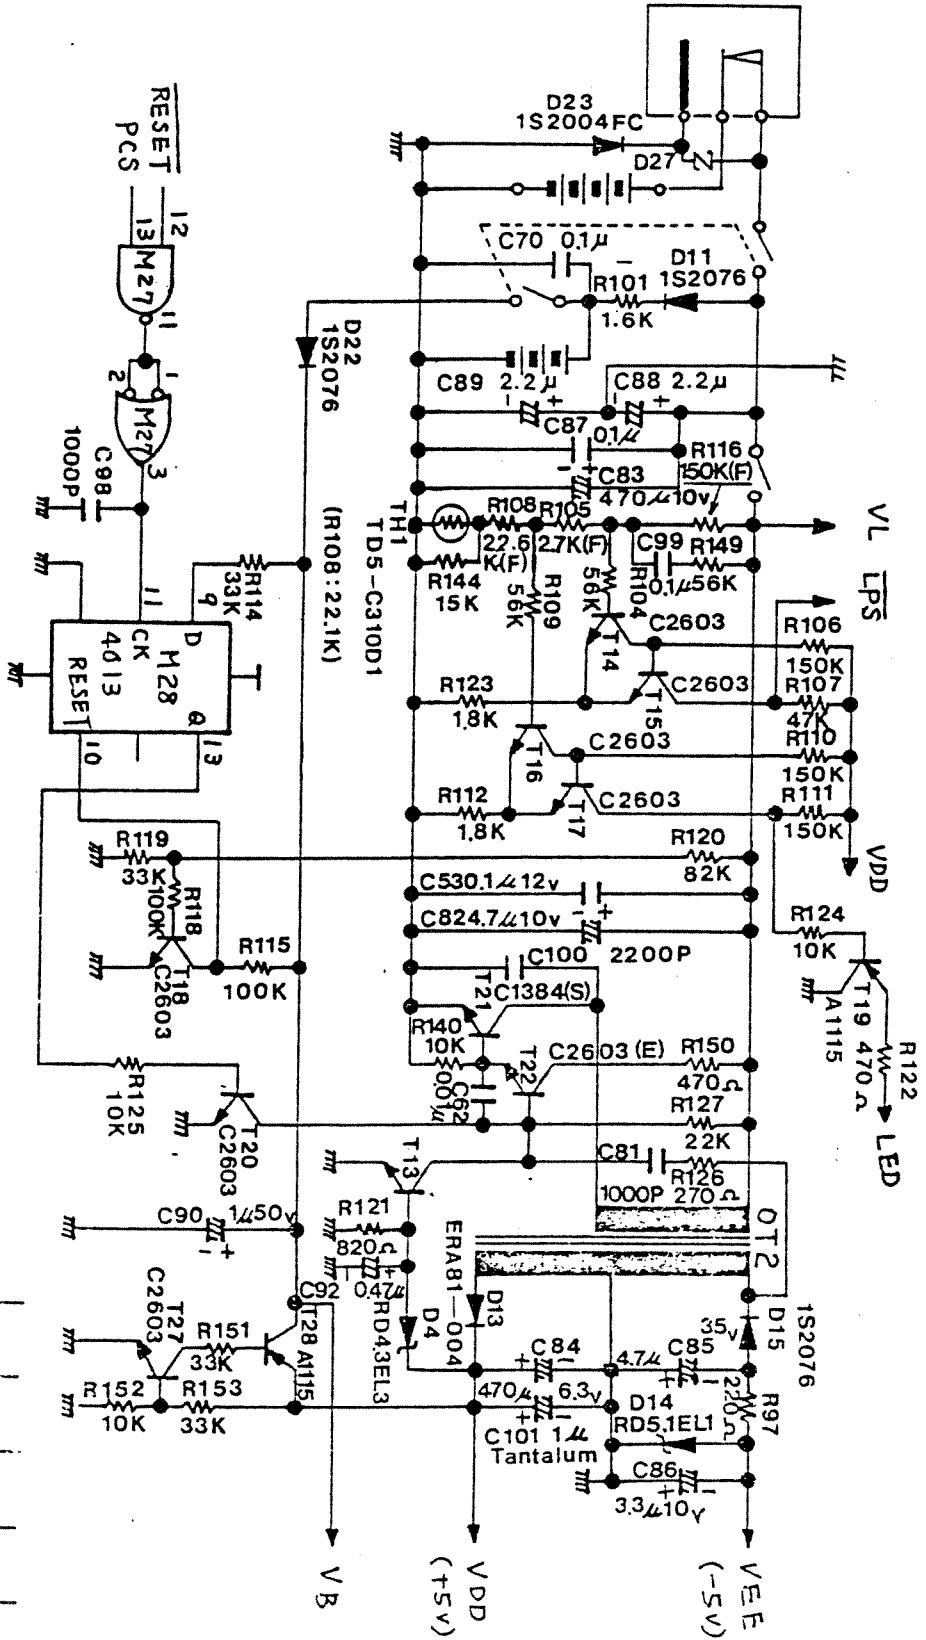 D23
1S2004FC
D27
RESET
PCS
12
13
M27
11
1
2
M27
3
C98
1000P
C70 0.1μ
D11
1S2076
R101
1.6K
D22
1S2076
C89 2.2μ
C88 2.2μ
C87
0.1μ
C83
470μ10v
R116
150K(F)
VL
LPS
R108
22.6
K(F)
R105
2.7K(F)
C99
0.1μ
R149
56K
TH1
TD5-C310D1
(R108:22.1K)
R144
15K
R109
56K
R104
56K
T14
C2603
T15
C2603
R106
150K
R107
47K
R110
150K
R111
150K
VDD
R114
33K
9
11
D
CK
M28
4013
RESET
Q
10
13
R123
1.8K
T16
C2603
T17
C2603
R112
1.8K
R119
33K
R118
100K
T18
C2603
R115
100K
R120
82K
C53 0.1μ 12v
C82 4.7μ 10v
2200P
C100
R124
10K
T19
A1115
R122
470Ω
LED
T21
C1384(S)
R140
10K
T22
C2603(E)
R150
470Ω
C62
0.01μ
R127
22K
R125
10K
T20
C2603
T13
C81
1000P
R126
270Ω
OT2
C90
1μ50v
R121
820Ω
C92
0.47μ
ERA81-004
D13
D4
RD4.3EL3
D15
1S2076
35v
T27
C2603
R151
33K
T28
A1115
R152
10K
R153
33K
C84
470μ
6.3v
C85
4.7μ
R97
220Ω
C101 1μ
Tantalum
D14
RD5.1EL1
C86
3.3μ10v
VB
VDD
(+5v)
VEE
(-5v)